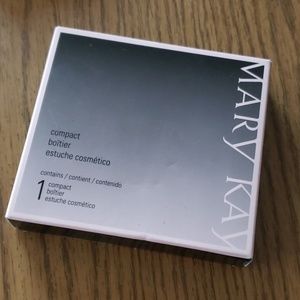 MARY KAY
compact
boîtier
estuche cosmético
contains / contient / contenido
1 compact
boîtier
estuche cosmético